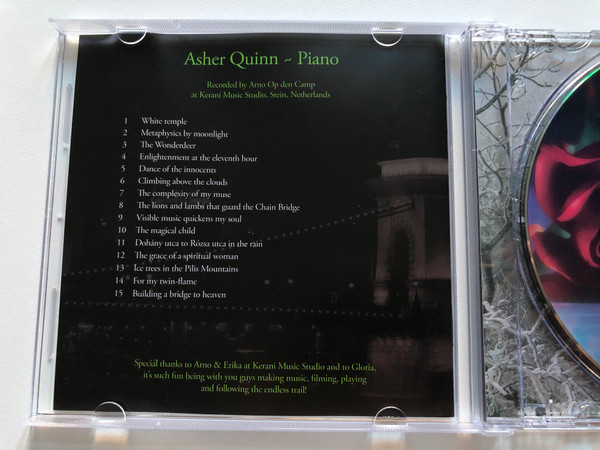 Asher Quinn ~ Piano
Recorded by Arno Op den Camp
at Kerani Music Studio, Stein, Netherlands
1 White temple
2 Metaphysics by moonlight
3 The Wonderdeer
4 Enlightenment at the eleventh hour
5 Dance of the innocents
6 Climbing above the clouds
7 The complexity of my muse
8 The lions and lambs that guard the Chain Bridge
9 Visible music quickens my soul
10 The magical child
11 Dohány utca to Rózsa utca in the rain
12 The grace of a spiritual woman
13 Ice trees in the Pilis Mountains
14 For my twin-flame
15 Building a bridge to heaven
Special thanks to Arno & Erika at Kerani Music Studio and to Gloria,
it's such fun being with you guys making music, filming, playing
and following the endless trail!